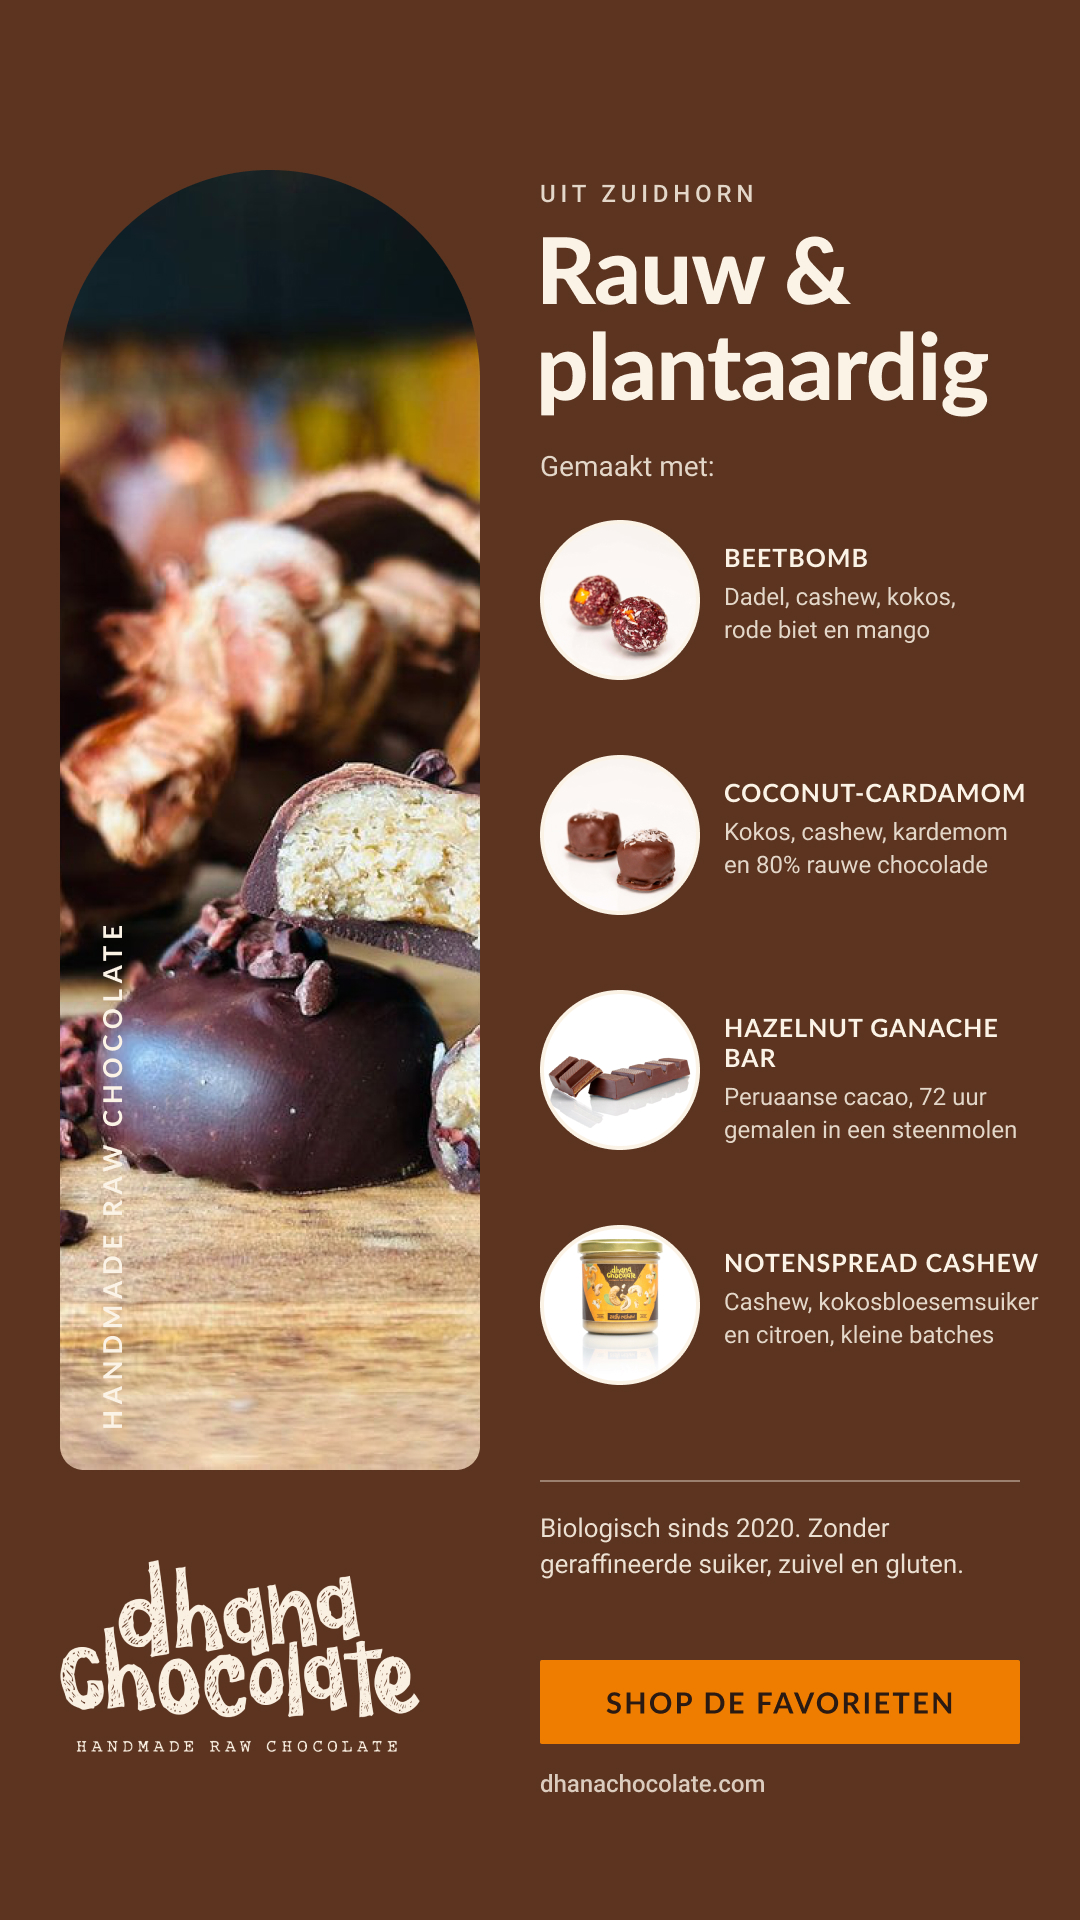 UIT ZUIDHORN
Rauw &
plantaardig
Gemaakt met:
BEETBOMB
Dadel, cashew, kokos,
rode biet en mango
COCONUT-CARDAMOM
Kokos, cashew, kardemom
en 80% rauwe chocolade
HAZELNUT GANACHE
BAR
Peruaanse cacao, 72 uur
gemalen in een steenmolen
NOTENSPREAD CASHEW
Cashew, kokosbloesemsuiker
en citroen, kleine batches
dhana
chocolate
HANDMADE RAW CHOCOLATE
Biologisch sinds 2020. Zonder
geraffineerde suiker, zuivel en gluten.
dhana
chocolate
HANDMADE RAW CHOCOLATE
SHOP DE FAVORIETEN
dhanachocolate.com